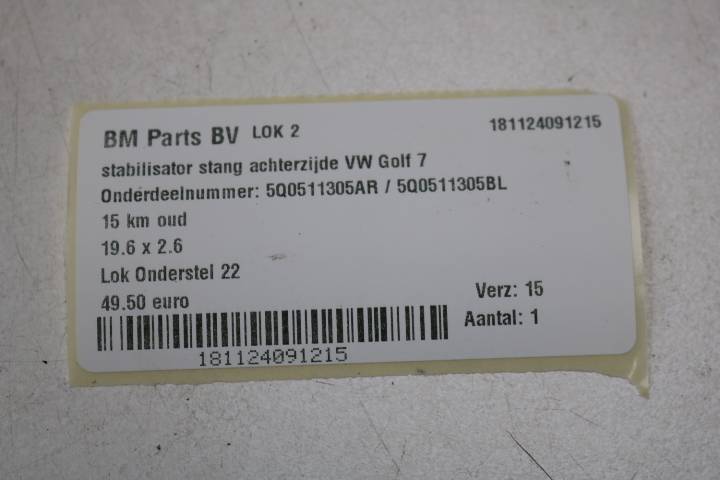 BM Parts BV LOK 2 181124091215
stabilisator stang achterzijde VW Golf 7
Onderdeelnummer: 5Q0511305AR / 5Q0511305BL
15 km oud
19.6 x 2.6
Lok Onderstel 22
49.50 euro
Verz: 15
Aantal: 1
181124091215